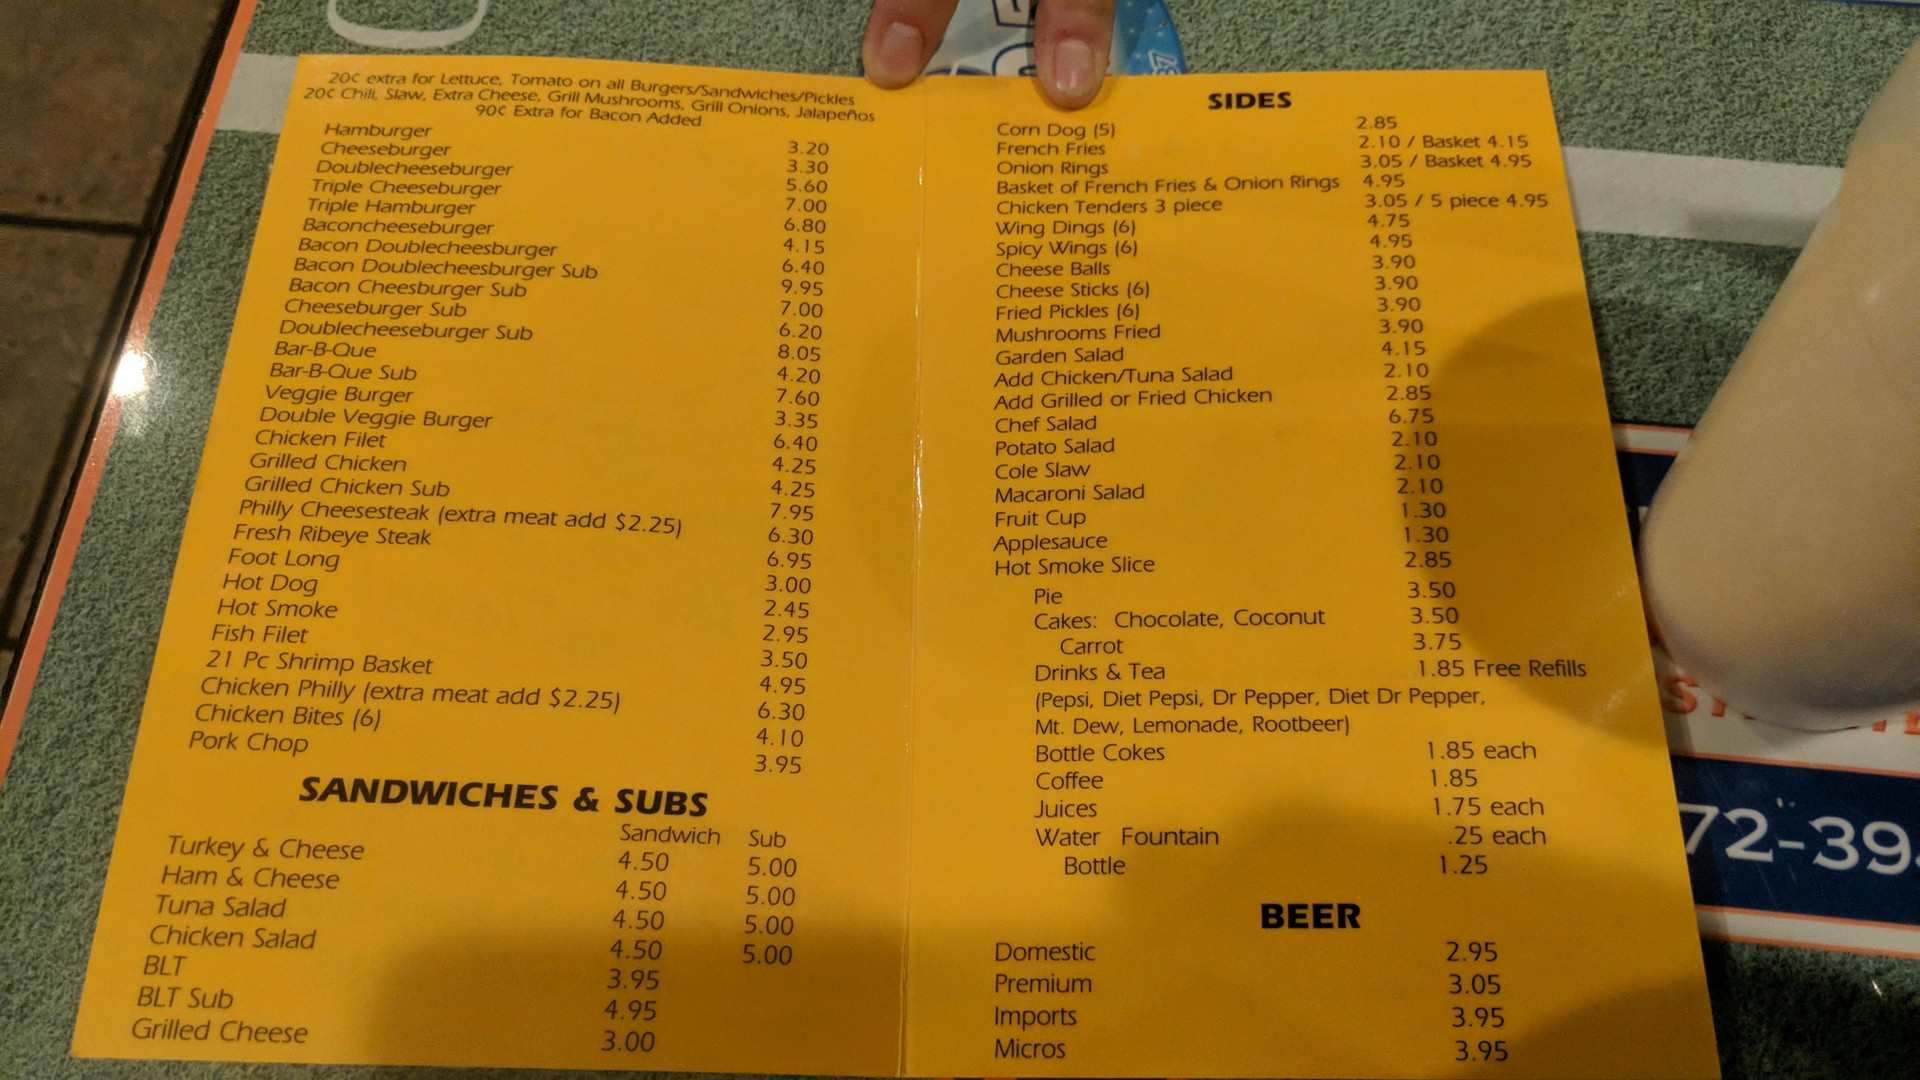 20¢ extra for Lettuce, Tomato on all Burgers/Sandwiches/Pickles
20¢ Chili, Slaw, Extra Cheese, Grill Mushrooms, Grill Onions, Jalapeños
90¢ Extra for Bacon Added
Hamburger 3.20
Cheeseburger 3.30
Doublecheeseburger 5.60
Triple Cheeseburger 7.00
Triple Hamburger 6.80
Baconcheeseburger 4.15
Bacon Doublecheesburger 6.40
Bacon Doublecheesburger Sub 9.95
Bacon Cheesburger Sub 7.00
Cheeseburger Sub 6.20
Doublecheeseburger Sub 8.05
Bar-B-Que 4.20
Bar-B-Que Sub 7.60
Veggie Burger 3.35
Double Veggie Burger 6.40
Chicken Filet 4.25
Grilled Chicken 4.25
Grilled Chicken Sub 7.95
Philly Cheesesteak (extra meat add $2.25) 6.30
Fresh Ribeye Steak 6.95
Foot Long 3.00
Hot Dog 2.45
Hot Smoke 2.95
Fish Filet 3.50
21 Pc Shrimp Basket 4.95
Chicken Philly (extra meat add $2.25) 6.30
Chicken Bites (6) 4.10
Pork Chop 3.95
SANDWICHES & SUBS
Sandwich Sub
Turkey & Cheese 4.50 5.00
Ham & Cheese 4.50 5.00
Tuna Salad 4.50 5.00
Chicken Salad 4.50 5.00
BLT 3.95
BLT Sub 4.95
Grilled Cheese 3.00
SIDES
Corn Dog (5) 2.85
French Fries 2.10 / Basket 4.15
Onion Rings 3.05 / Basket 4.95
Basket of French Fries & Onion Rings 4.95
Chicken Tenders 3 piece 3.05 / 5 piece 4.95
Wing Dings (6) 4.75
Spicy Wings (6) 4.95
Cheese Balls 3.90
Cheese Sticks (6) 3.90
Fried Pickles (6) 3.90
Mushrooms Fried 3.90
Garden Salad 4.15
Add Chicken/Tuna Salad 2.10
Add Grilled or Fried Chicken 2.85
Chef Salad 6.75
Potato Salad 2.10
Cole Slaw 2.10
Macaroni Salad 2.10
Fruit Cup 1.30
Applesauce 1.30
Hot Smoke Slice 2.85
Pie 3.50
Cakes: Chocolate, Coconut 3.50
Carrot 3.75
Drinks & Tea 1.85 Free Refills
(Pepsi, Diet Pepsi, Dr Pepper, Diet Dr Pepper,
Mt. Dew, Lemonade, Rootbeer)
Bottle Cokes 1.85 each
Coffee 1.85
Juices 1.75 each
Water Fountain .25 each
Bottle 1.25
BEER
Domestic 2.95
Premium 3.05
Imports 3.95
Micros 3.95
72-39